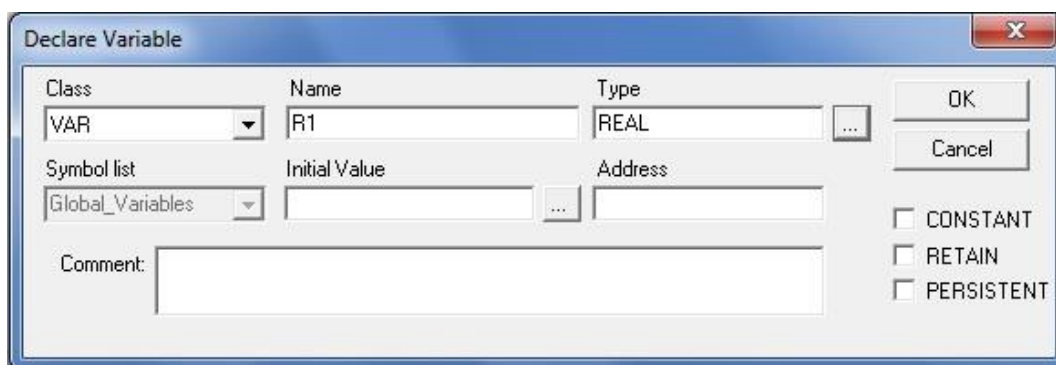 Declare Variable
Class Name Type
VAR R1 REAL ... OK
Cancel
Symbol list Initial Value Address
Global_Variables ...
CONSTANT
Comment: RETAIN
PERSISTENT